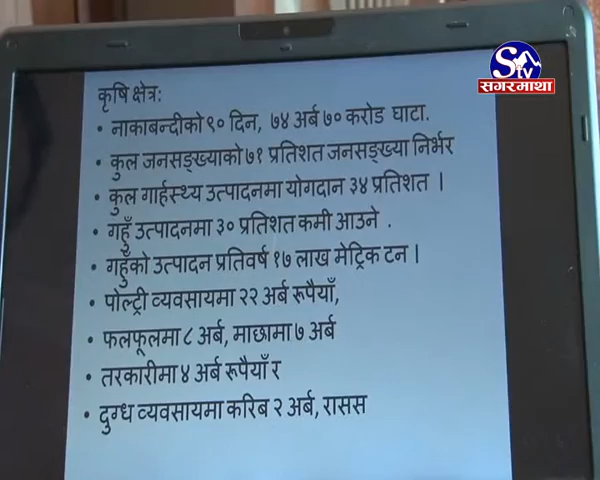 STV
सगरमाथा
कृषि क्षेत्र:
• नाकाबन्दीको ९० दिन, ७४ अर्ब ७० करोड घाटा.
• कुल जनसङ्ख्याको ७१ प्रतिशत जनसङ्ख्या निर्भर
• कुल गार्हस्थ्य उत्पादनमा योगदान ३४ प्रतिशत ।
• गहुँ उत्पादनमा ३० प्रतिशत कमी आउने .
• गहुँको उत्पादन प्रतिवर्ष १७ लाख मेट्रिक टन ।
• पोल्ट्री व्यवसायमा २२ अर्ब रूपैयाँ,
• फलफूलमा ८ अर्ब, माछामा ७ अर्ब
• तरकारीमा ४ अर्ब रूपैयाँ र
• दुग्ध व्यवसायमा करिब २ अर्ब, रासस